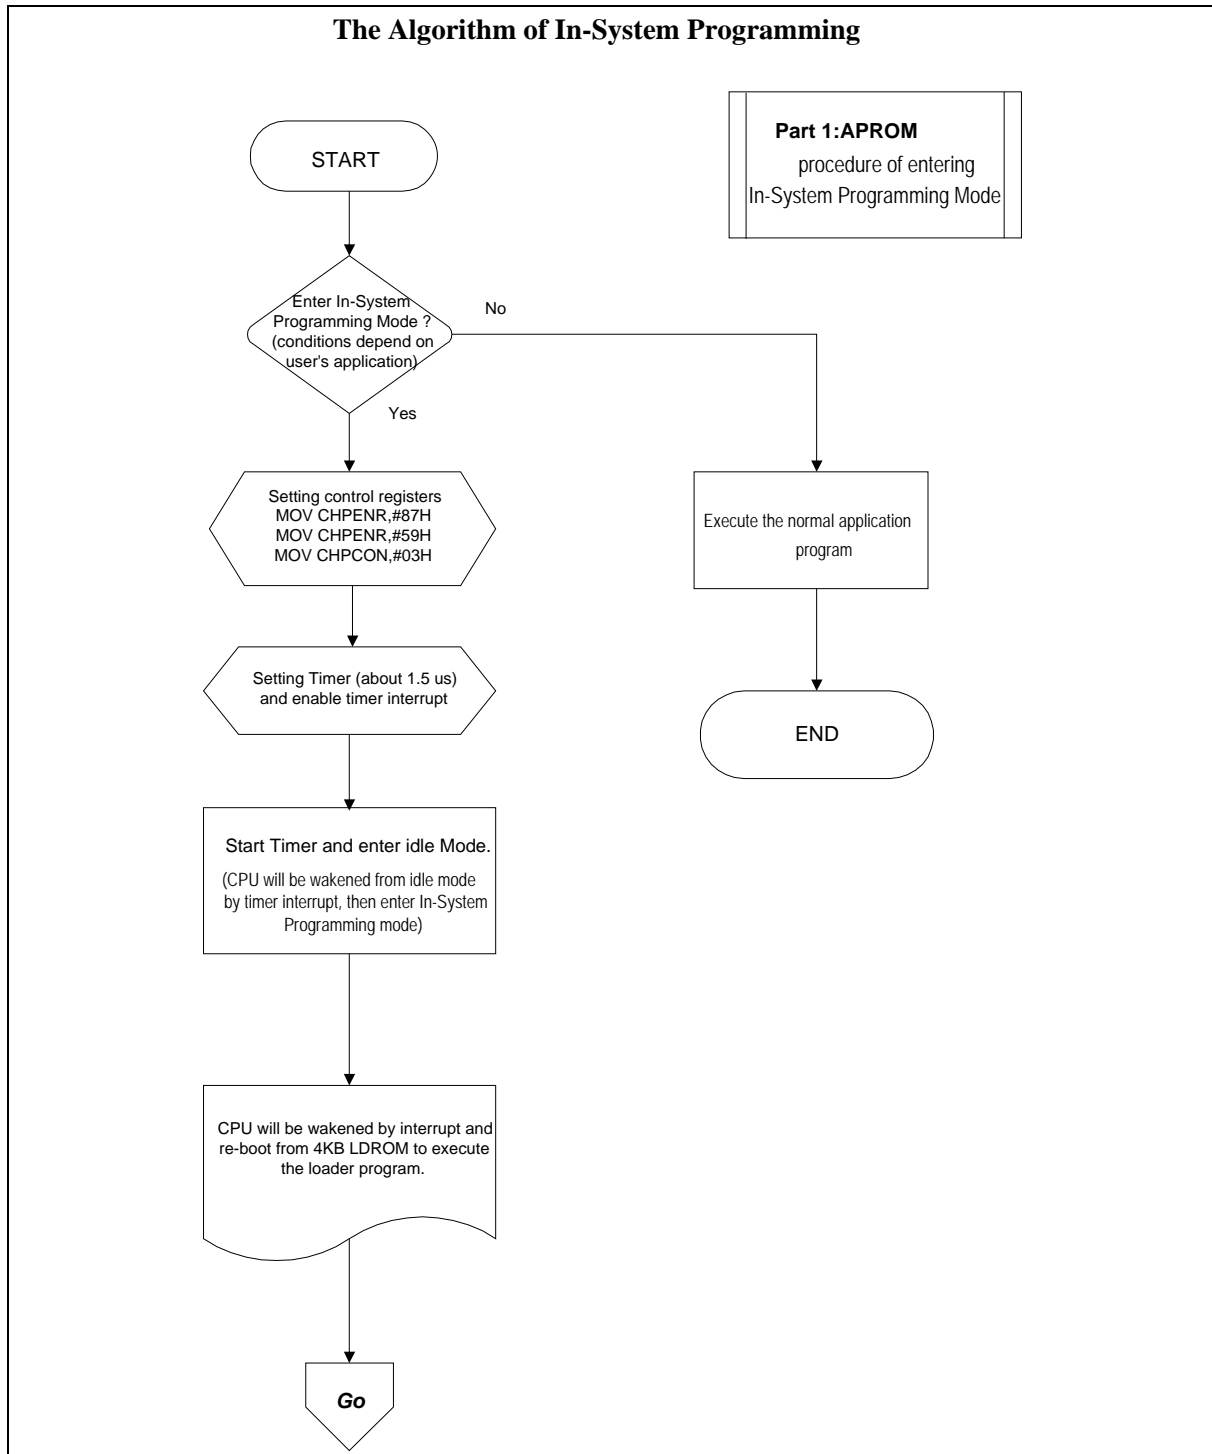 The Algorithm of In-System Programming
START
Part 1:APROM
procedure of entering
In-System Programming Mode
Enter In-System
Programming Mode ?
(conditions depend on
user's application)
No
Yes
Setting control registers
MOV CHPENR,#87H
MOV CHPENR,#59H
MOV CHPCON,#03H
Execute the normal application
program
Setting Timer (about 1.5 us)
and enable timer interrupt
END
Start Timer and enter idle Mode.
(CPU will be wakened from idle mode
by timer interrupt, then enter In-System
Programming mode)
CPU will be wakened by interrupt and
re-boot from 4KB LDROM to execute
the loader program.
Go